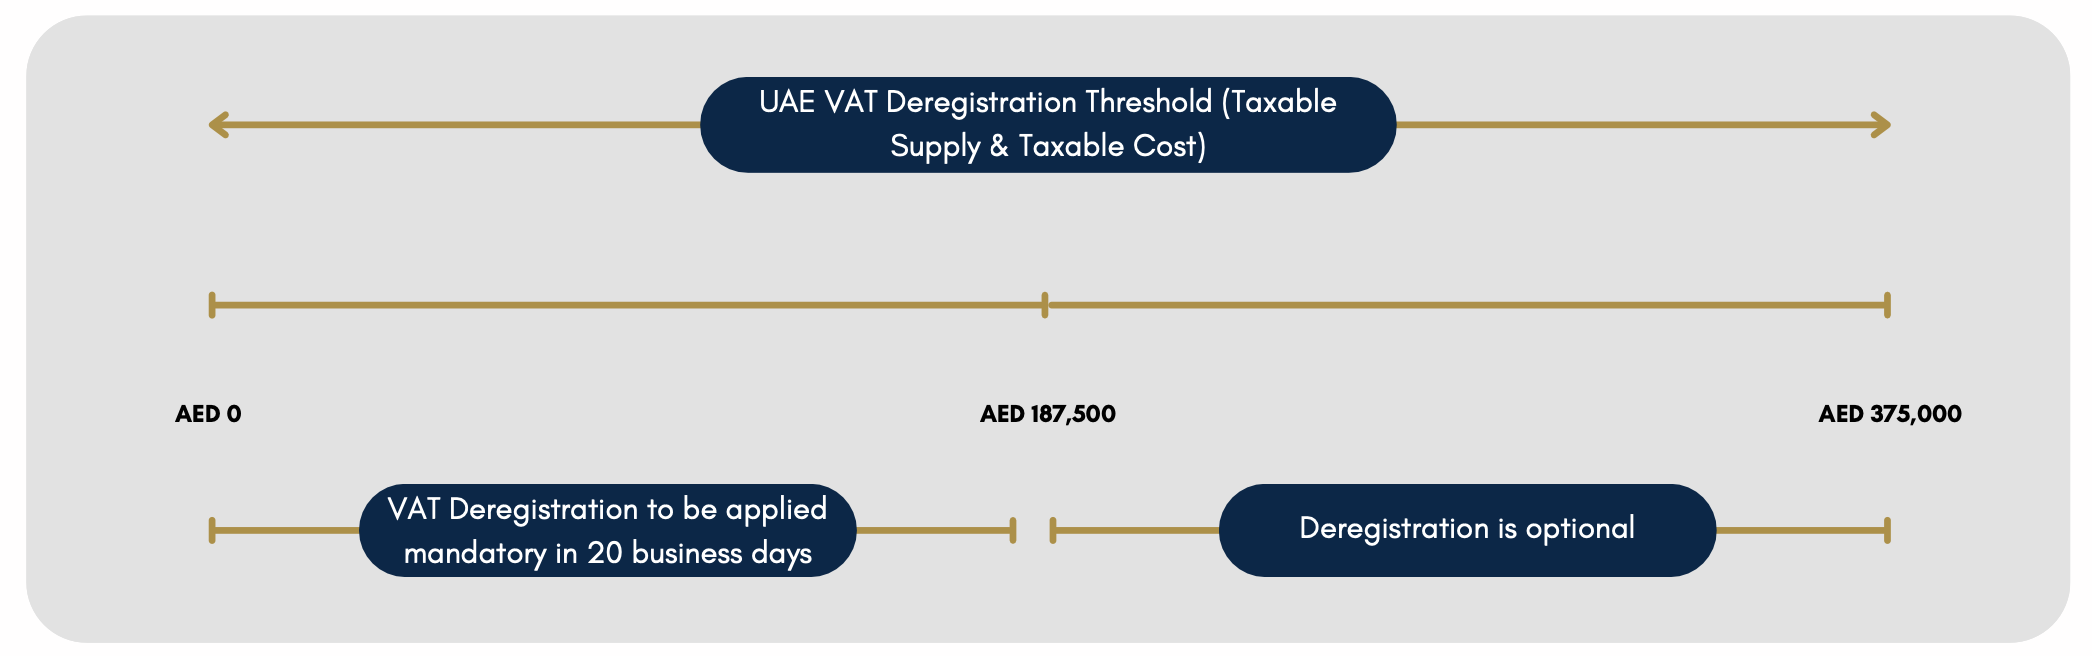 UAE VAT Deregistration Threshold (Taxable
Supply & Taxable Cost)
AED 0
AED 187,500
AED 375,000
VAT Deregistration to be applied
mandatory in 20 business days
Deregistration is optional